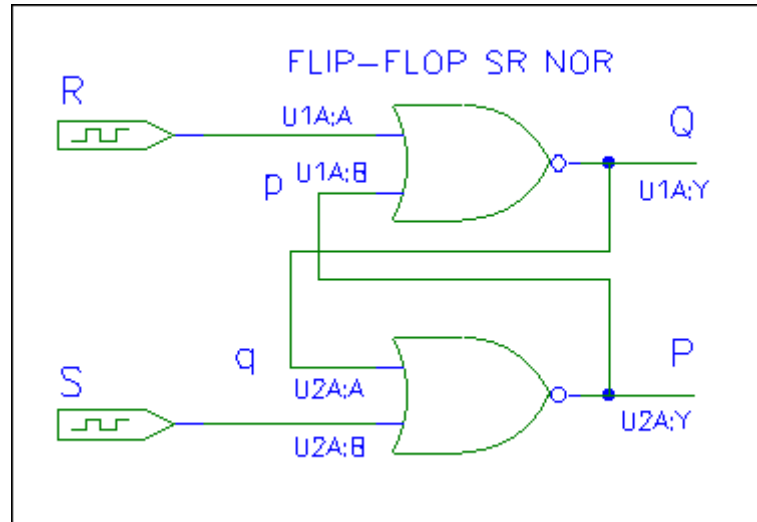 FLIP-FLOP SR NOR
R
U1A:A
Q
U1A:B
p
U1A:Y
q
P
S
U2A:A
U2A:Y
U2A:B